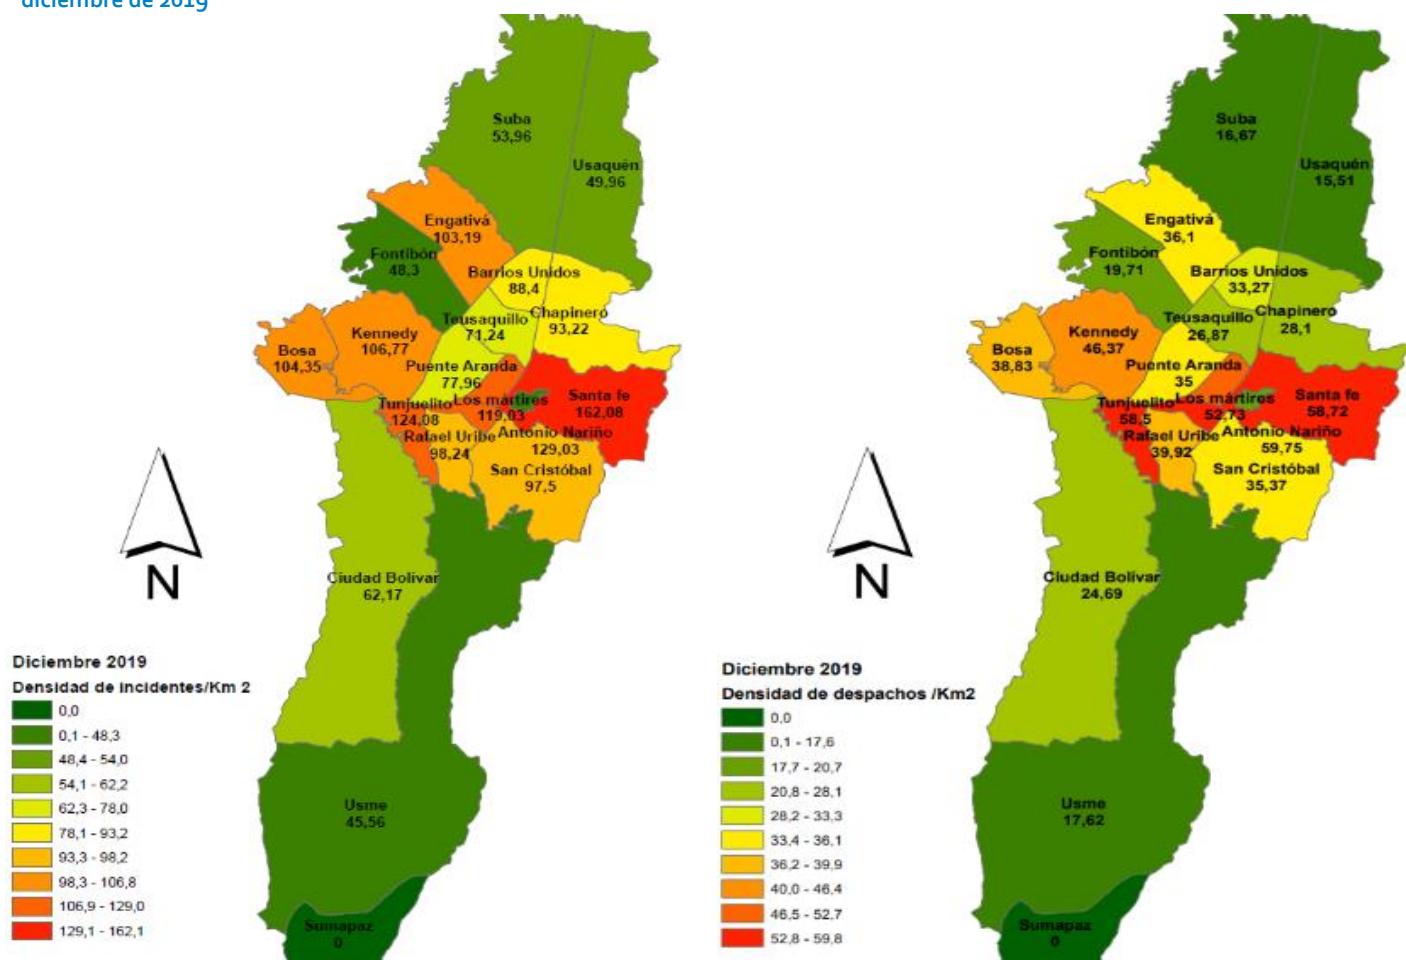 diciembre de 2019
Suba
53,96
Usaquén
49,96
Engativá
103,19
Fontibón
48,3
Barrios Unidos
88,4
Teusaquillo
71,24
Chapinero
93,22
Kennedy
106,77
Bosa
104,35
Puente Aranda
77,96
Tunjuelito
124,08
Los mártires
119,03
Santa fe
162,08
Rafael Uribe
98,24
Antonio Nariño
129,03
San Cristóbal
97,5
Ciudad Bolívar
62,17
Usme
45,56
Sumapaz
0
N
Diciembre 2019
Densidad de incidentes/Km 2
0,0
0,1 - 48,3
48,4 - 54,0
54,1 - 62,2
62,3 - 78,0
78,1 - 93,2
93,3 - 98,2
98,3 - 106,8
106,9 - 129,0
129,1 - 162,1
Suba
16,67
Usaquén
15,51
Engativá
36,1
Fontibón
19,71
Barrios Unidos
33,27
Teusaquillo
26,87
Chapinero
28,1
Kennedy
46,37
Bosa
38,83
Puente Aranda
35
Tunjuelito
58,5
Los mártires
52,73
Santa fe
58,72
Rafael Uribe
39,92
Antonio Nariño
59,75
San Cristóbal
35,37
Ciudad Bolívar
24,69
Usme
17,62
Sumapaz
0
N
Diciembre 2019
Densidad de despachos /Km2
0,0
0,1 - 17,6
17,7 - 20,7
20,8 - 28,1
28,2 - 33,3
33,4 - 36,1
36,2 - 39,9
40,0 - 46,4
46,5 - 52,7
52,8 - 59,8